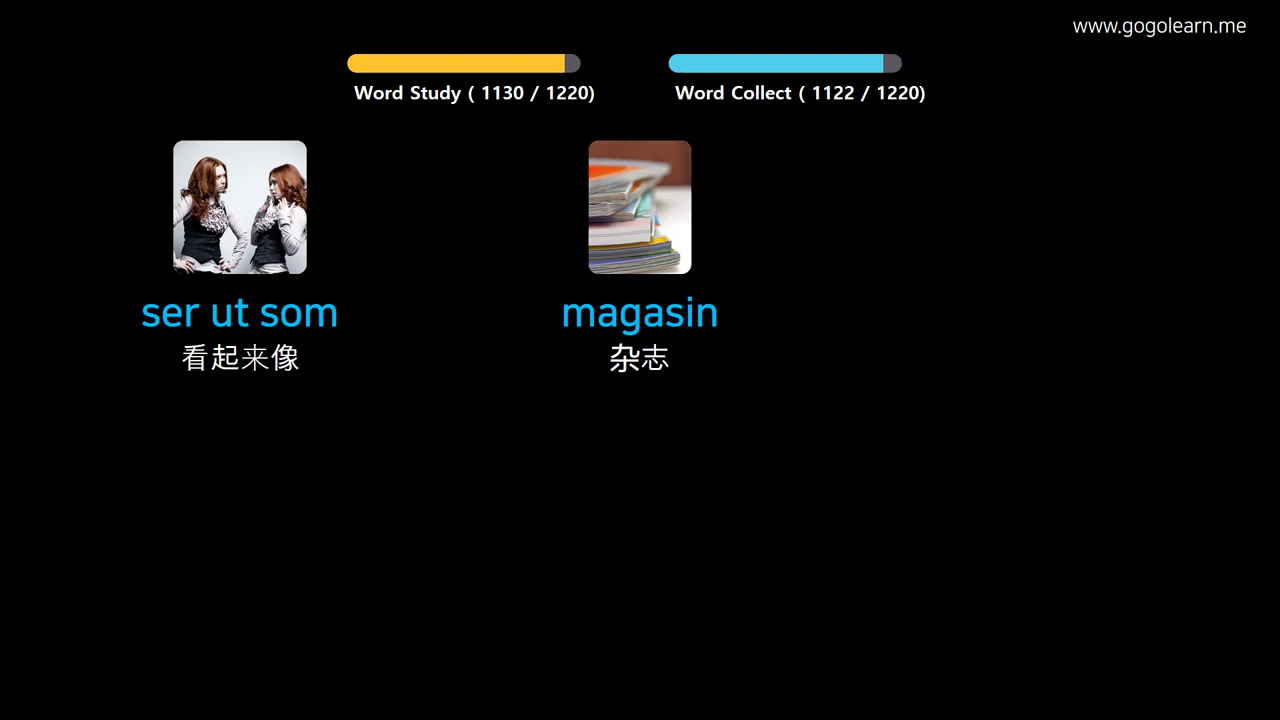 www.gogolearn.me
Word Study ( 1130 / 1220)
Word Collect ( 1122 / 1220)
ser ut som
看起来像
magasin
杂志